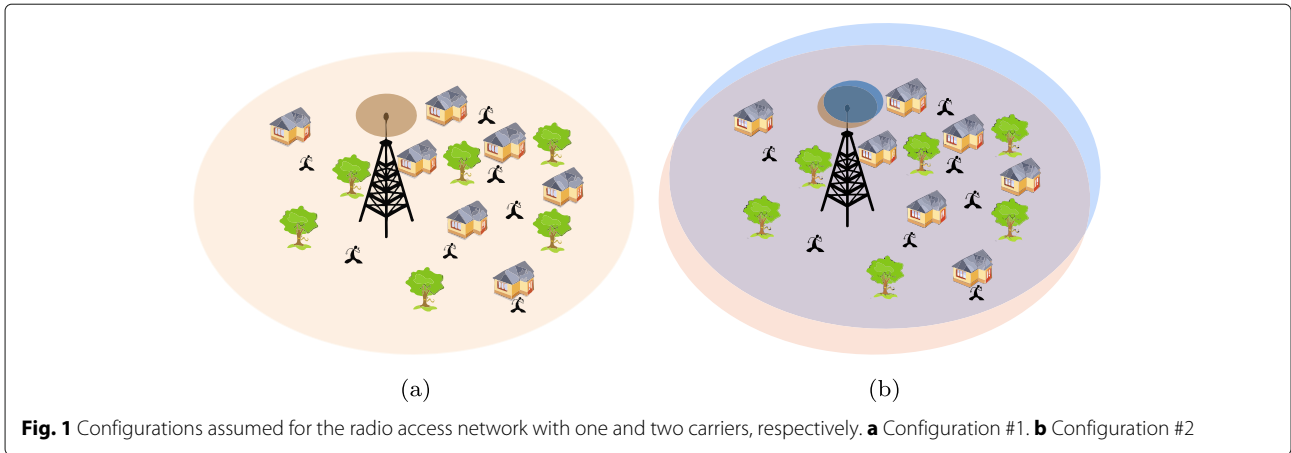 (a)
(b)
Fig. 1 Configurations assumed for the radio access network with one and two carriers, respectively. a Configuration #1. b Configuration #2